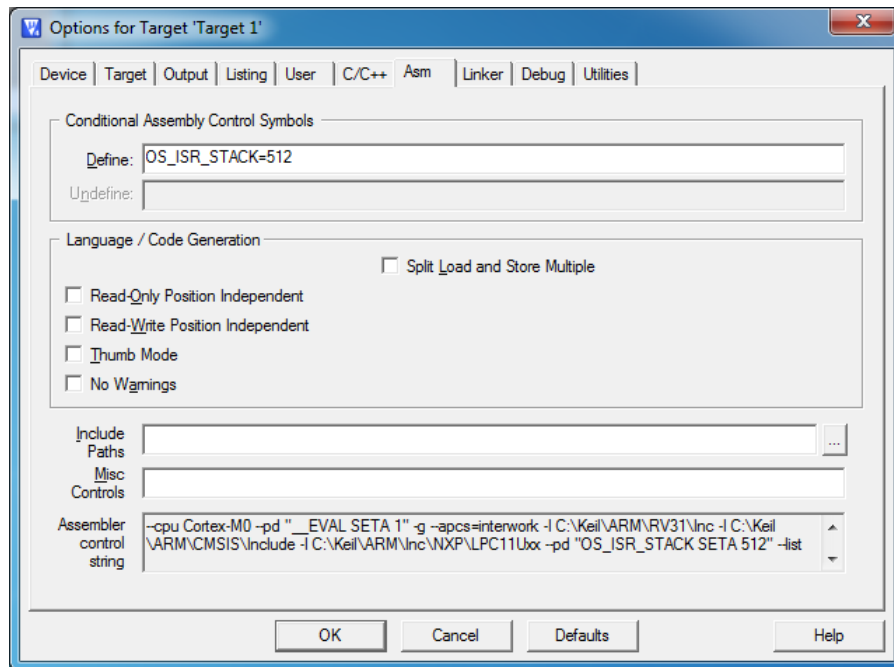 Options for Target 'Target 1'
Device Target Output Listing User C/C++ Asm Linker Debug Utilities
Conditional Assembly Control Symbols
Define: OS_ISR_STACK=512
Undefine:
Language / Code Generation
Split Load and Store Multiple
Read-Only Position Independent
Read-Write Position Independent
Thumb Mode
No Warnings
Include
Paths
...
Misc
Controls
Assembler
control
string
--cpu Cortex-M0 --pd "__EVAL SETA 1" -g --apcs=interwork -I C:\Keil\ARM\RV31\Inc -I C:\Keil
\ARM\CMSIS\Include -I C:\Keil\ARM\Inc\NXP\LPC11Uxx --pd "OS_ISR_STACK SETA 512" --list
OK Cancel Defaults Help